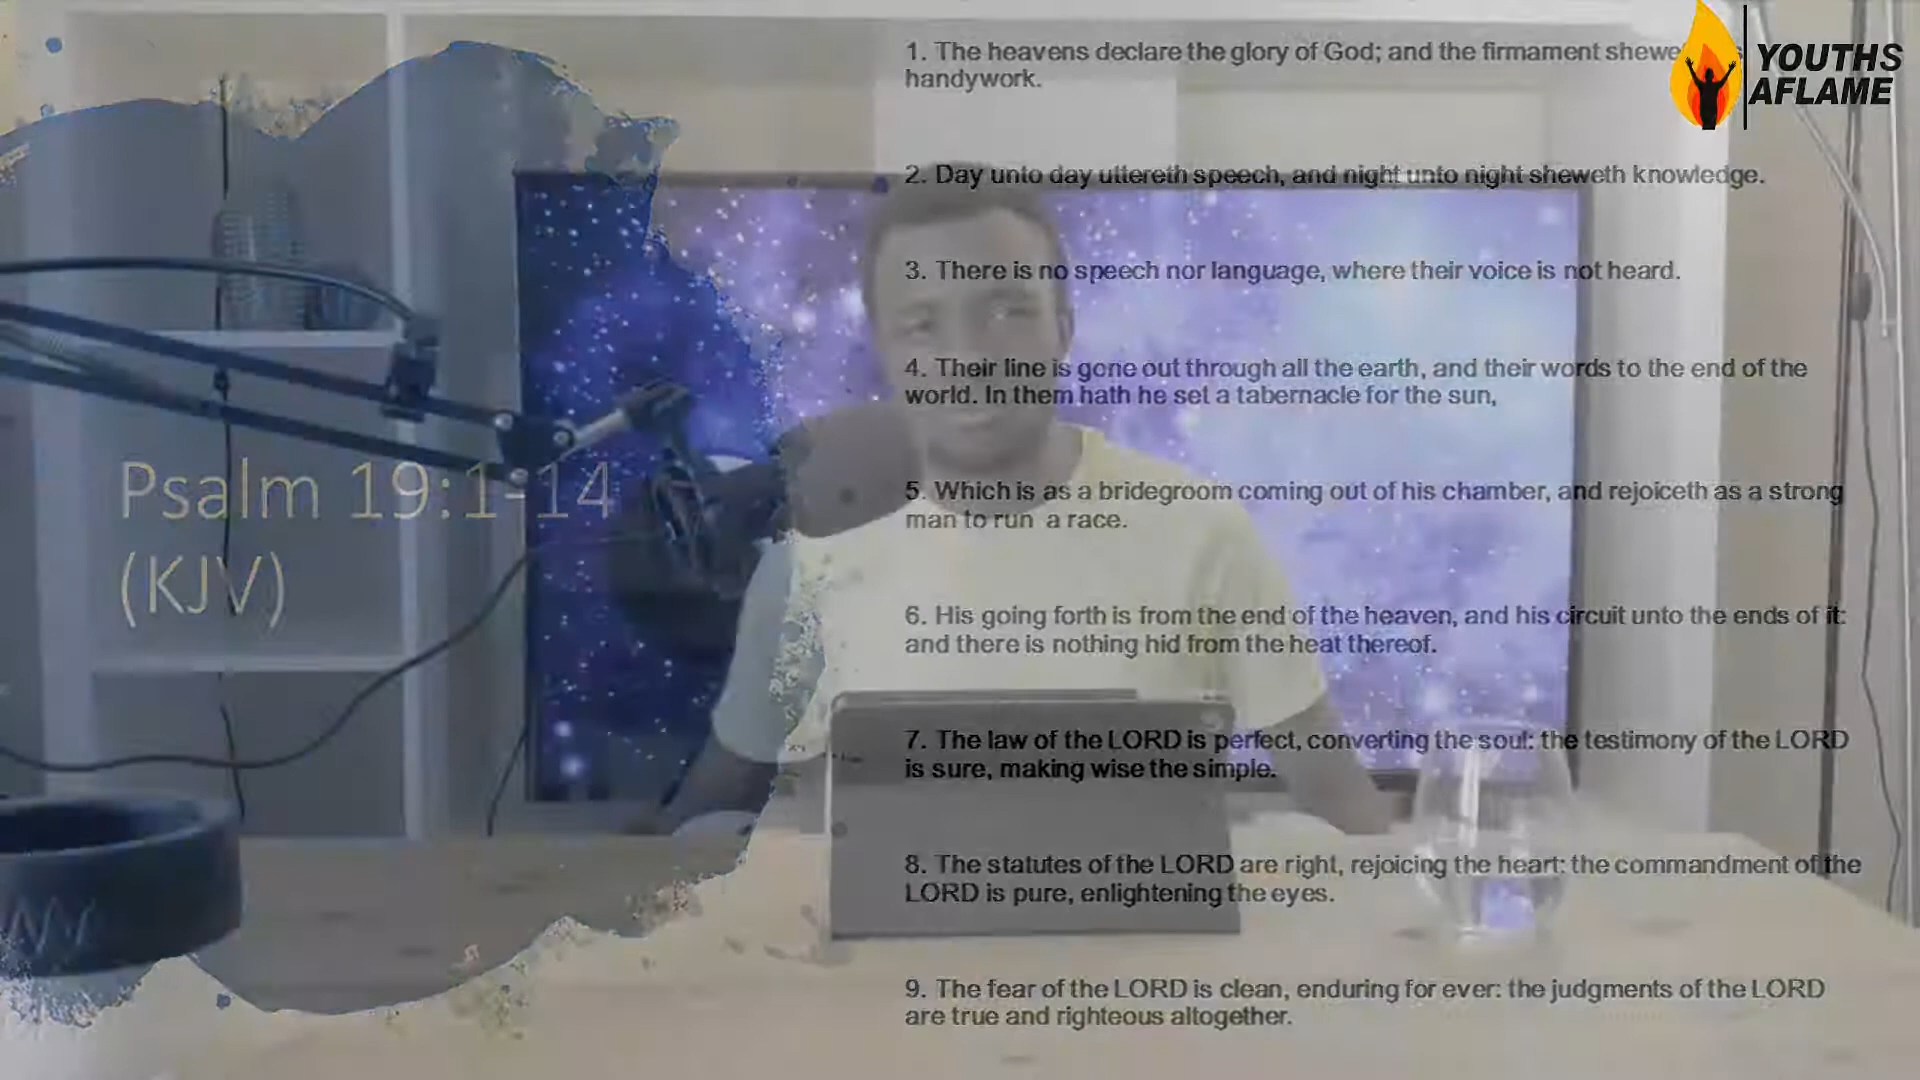 1. The heavens declare the glory of God; and the firmament shewe
handywork.
2. Day unto day uttereth speech, and night unto night sheweth knowledge.
3. There is no speech nor language, where their voice is not heard.
4. Their line is gone out through all the earth, and their words to the end of the
world. In them hath he set a tabernacle for the sun,
5. Which is as a bridegroom coming out of his chamber, and rejoiceth as a strong
man to run a race.
6. His going forth is from the end of the heaven, and his circuit unto the ends of it:
and there is nothing hid from the heat thereof.
7. The law of the LORD is perfect, converting the soul: the testimony of the LORD
is sure, making wise the simple.
8. The statutes of the LORD are right, rejoicing the heart: the commandment of the
LORD is pure, enlightening the eyes.
9. The fear of the LORD is clean, enduring for ever: the judgments of the LORD
are true and righteous altogether.
Psalm 19:1-14
(KJV)
YOUTHS
AFLAME